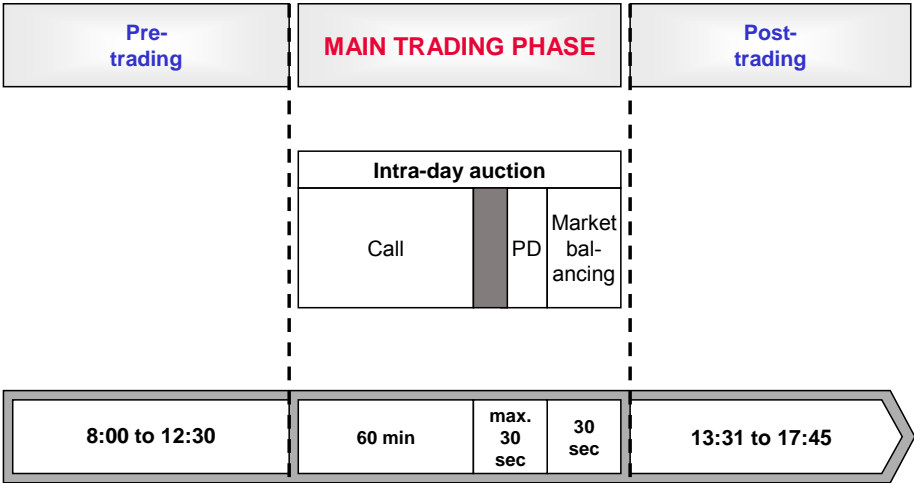 Pre-
trading
MAIN TRADING PHASE
Post-
trading
Intra-day auction
Call
PD
Market
bal-
ancing
8:00 to 12:30
60 min
max.
30
sec
30
sec
13:31 to 17:45